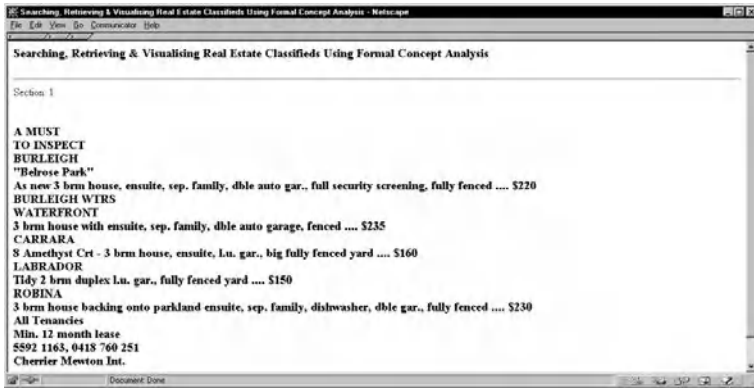 Searching, Retrieving & Visualising Real Estate Classifieds Using Formal Concept Analysis - Netscape
File Edit View Go Communicator Help
Searching, Retrieving & Visualising Real Estate Classifieds Using Formal Concept Analysis
Section: 1
A MUST
TO INSPECT
BURLEIGH
"Belrose Park"
As new 3 brm house, ensuite, sep. family, dble auto gar., full security screening, fully fenced .... $220
BURLEIGH WTRS
WATERFRONT
3 brm house with ensuite, sep. family, dble auto garage, fenced .... $235
CARRARA
8 Amethyst Crt - 3 brm house, ensuite, l.u. gar., big fully fenced yard .... $160
LABRADOR
Tidy 2 brm duplex l.u. gar., fully fenced yard .... $150
ROBINA
3 brm house backing onto parkland ensuite, sep. family, dishwasher, dble gar., fully fenced .... $230
All Tenancies
Min. 12 month lease
5592 1163, 0418 760 251
Cherrier Mewton Int.
Document Done